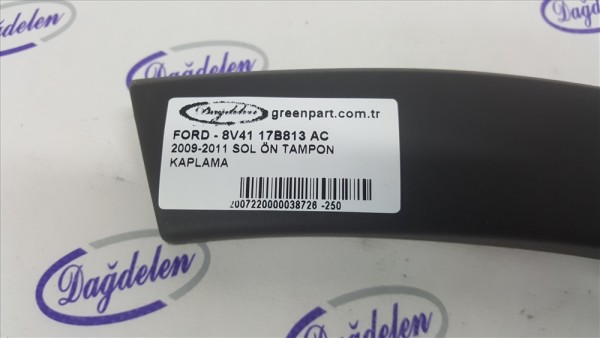 Dağdelen
Dağdelen
Dağdelen greenpart.com.tr
FORD - 8V41 17B813 AC
2009-2011 SOL ÖN TAMPON
KAPLAMA
2007220000038726 -250
Dağdelen
Dağdelen